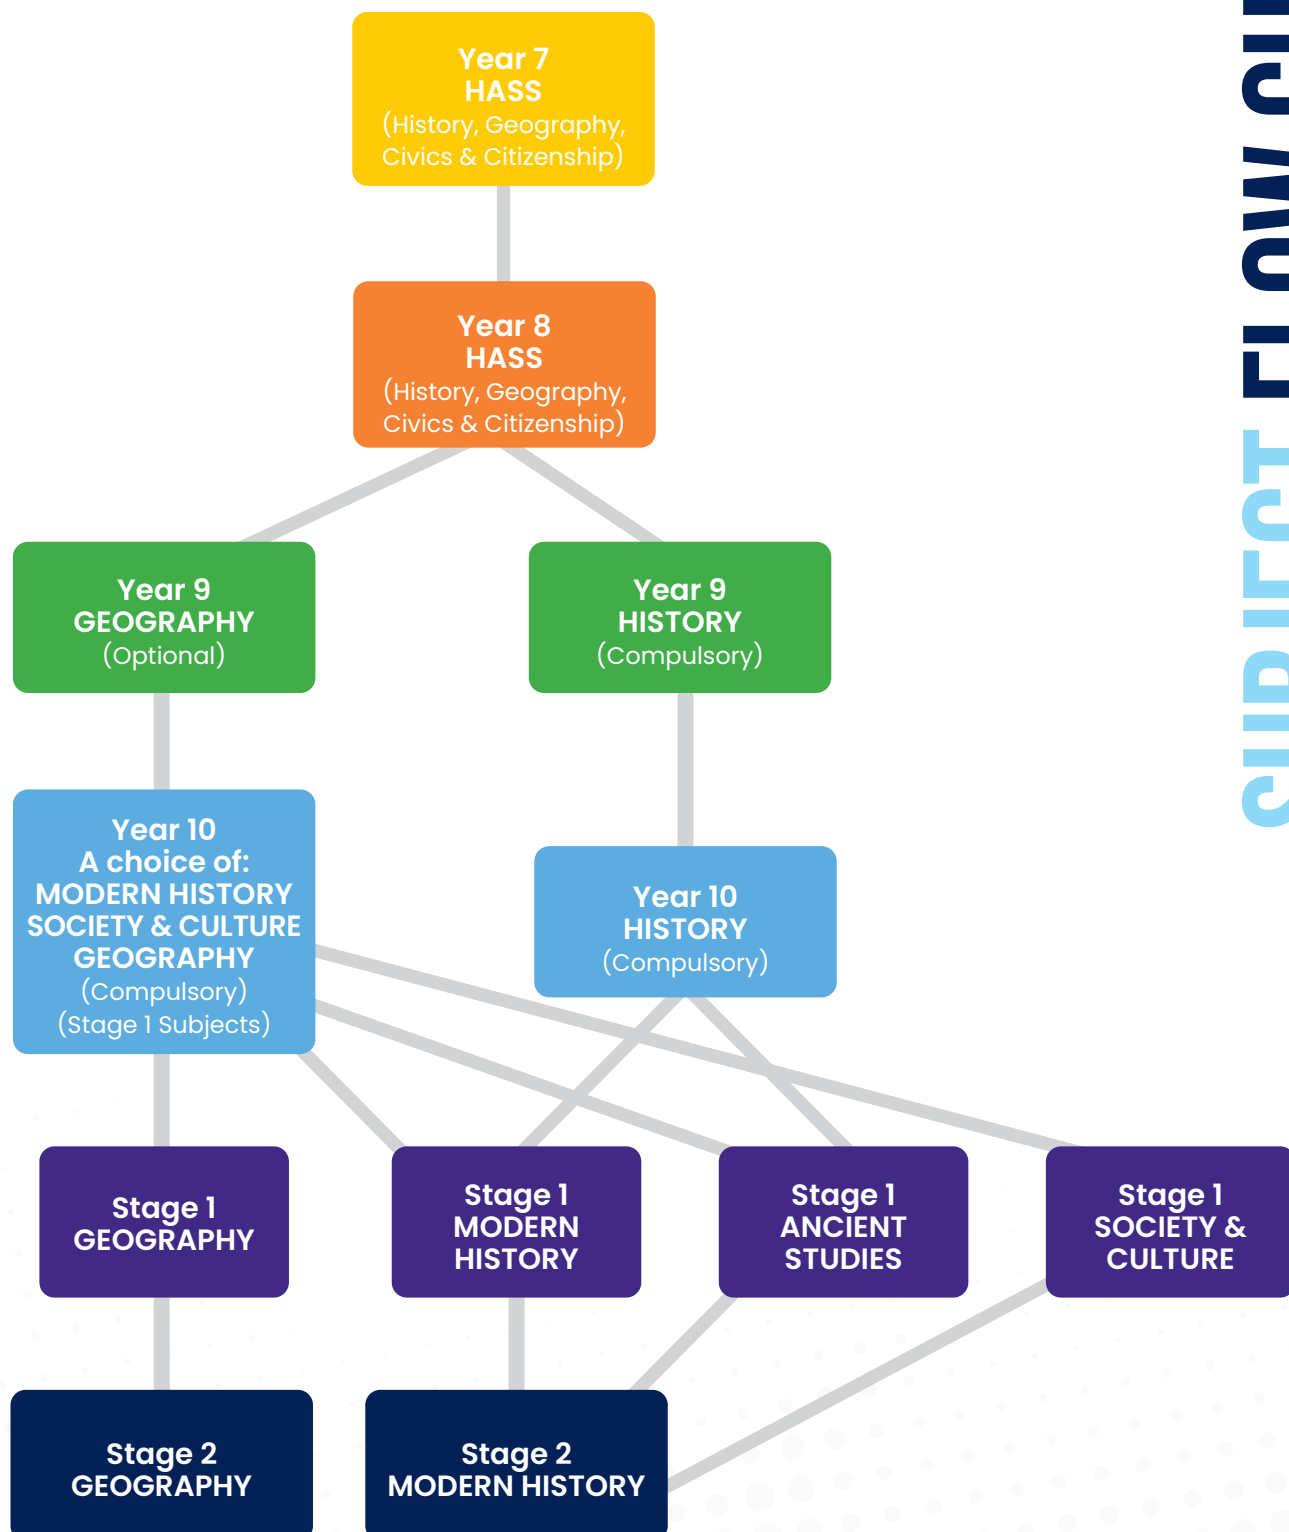 Year 7
HASS
(History, Geography,
Civics & Citizenship)
Year 8
HASS
(History, Geography,
Civics & Citizenship)
Year 9
GEOGRAPHY
(Optional)
Year 9
HISTORY
(Compulsory)
Year 10
A choice of:
MODERN HISTORY
SOCIETY & CULTURE
GEOGRAPHY
(Compulsory)
(Stage 1 Subjects)
Year 10
HISTORY
(Compulsory)
Stage 1
GEOGRAPHY
Stage 1
MODERN
HISTORY
Stage 1
ANCIENT
STUDIES
Stage 1
SOCIETY &
CULTURE
Stage 2
GEOGRAPHY
Stage 2
MODERN HISTORY
SUBJECT FLOW